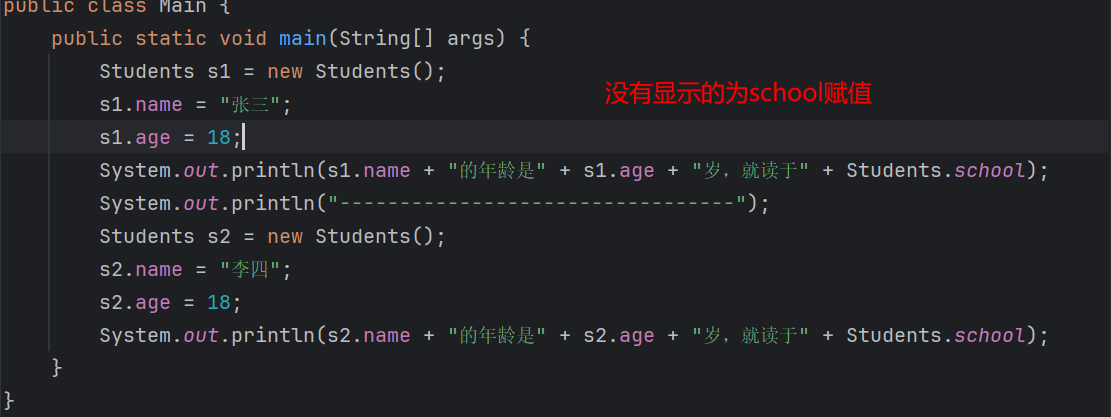 public class Main {
    public static void main(String[] args) {
        Students s1 = new Students();
        没有显示的为school赋值
        s1.name = "张三";
        s1.age = 18;
        System.out.println(s1.name + "的年龄是" + s1.age + "岁，就读于" + Students.school);
        System.out.println("---------------------------------");
        Students s2 = new Students();
        s2.name = "李四";
        s2.age = 18;
        System.out.println(s2.name + "的年龄是" + s2.age + "岁，就读于" + Students.school);
    }
}